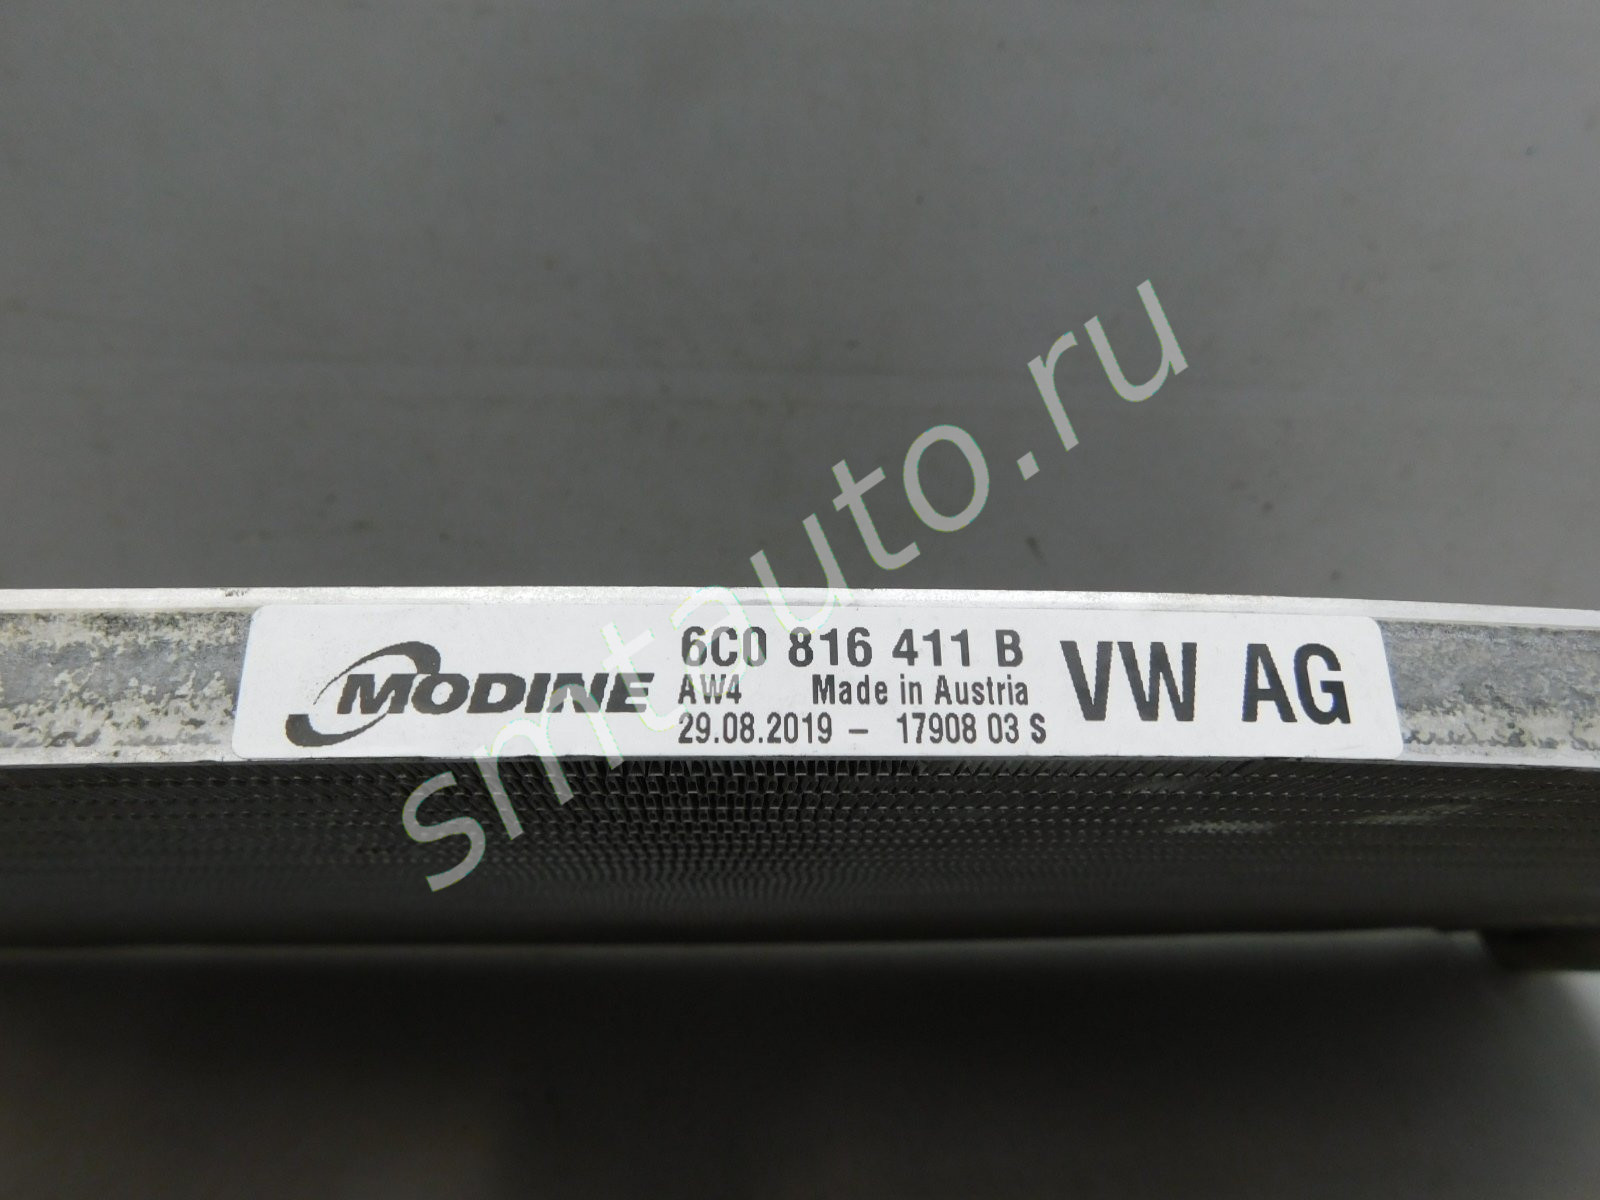 MODINE
6C0 816 411 B
AW4 Made in Austria
29.08.2019 – 17908 03 S
VW AG
smtauto.ru